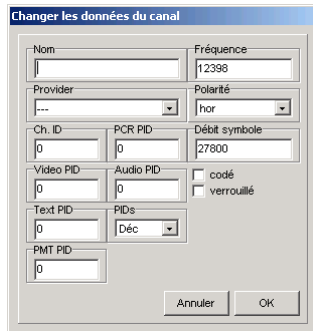 Changer les données du canal
Nom
Fréquence
12398
Provider
Polarité
---
hor
Ch. ID
PCR PID
Débit symbole
0
0
27800
Video PID
Audio PID
codé
0
0
verrouillé
Text PID
PIDs
0
Déc
PMT PID
0
Annuler
OK